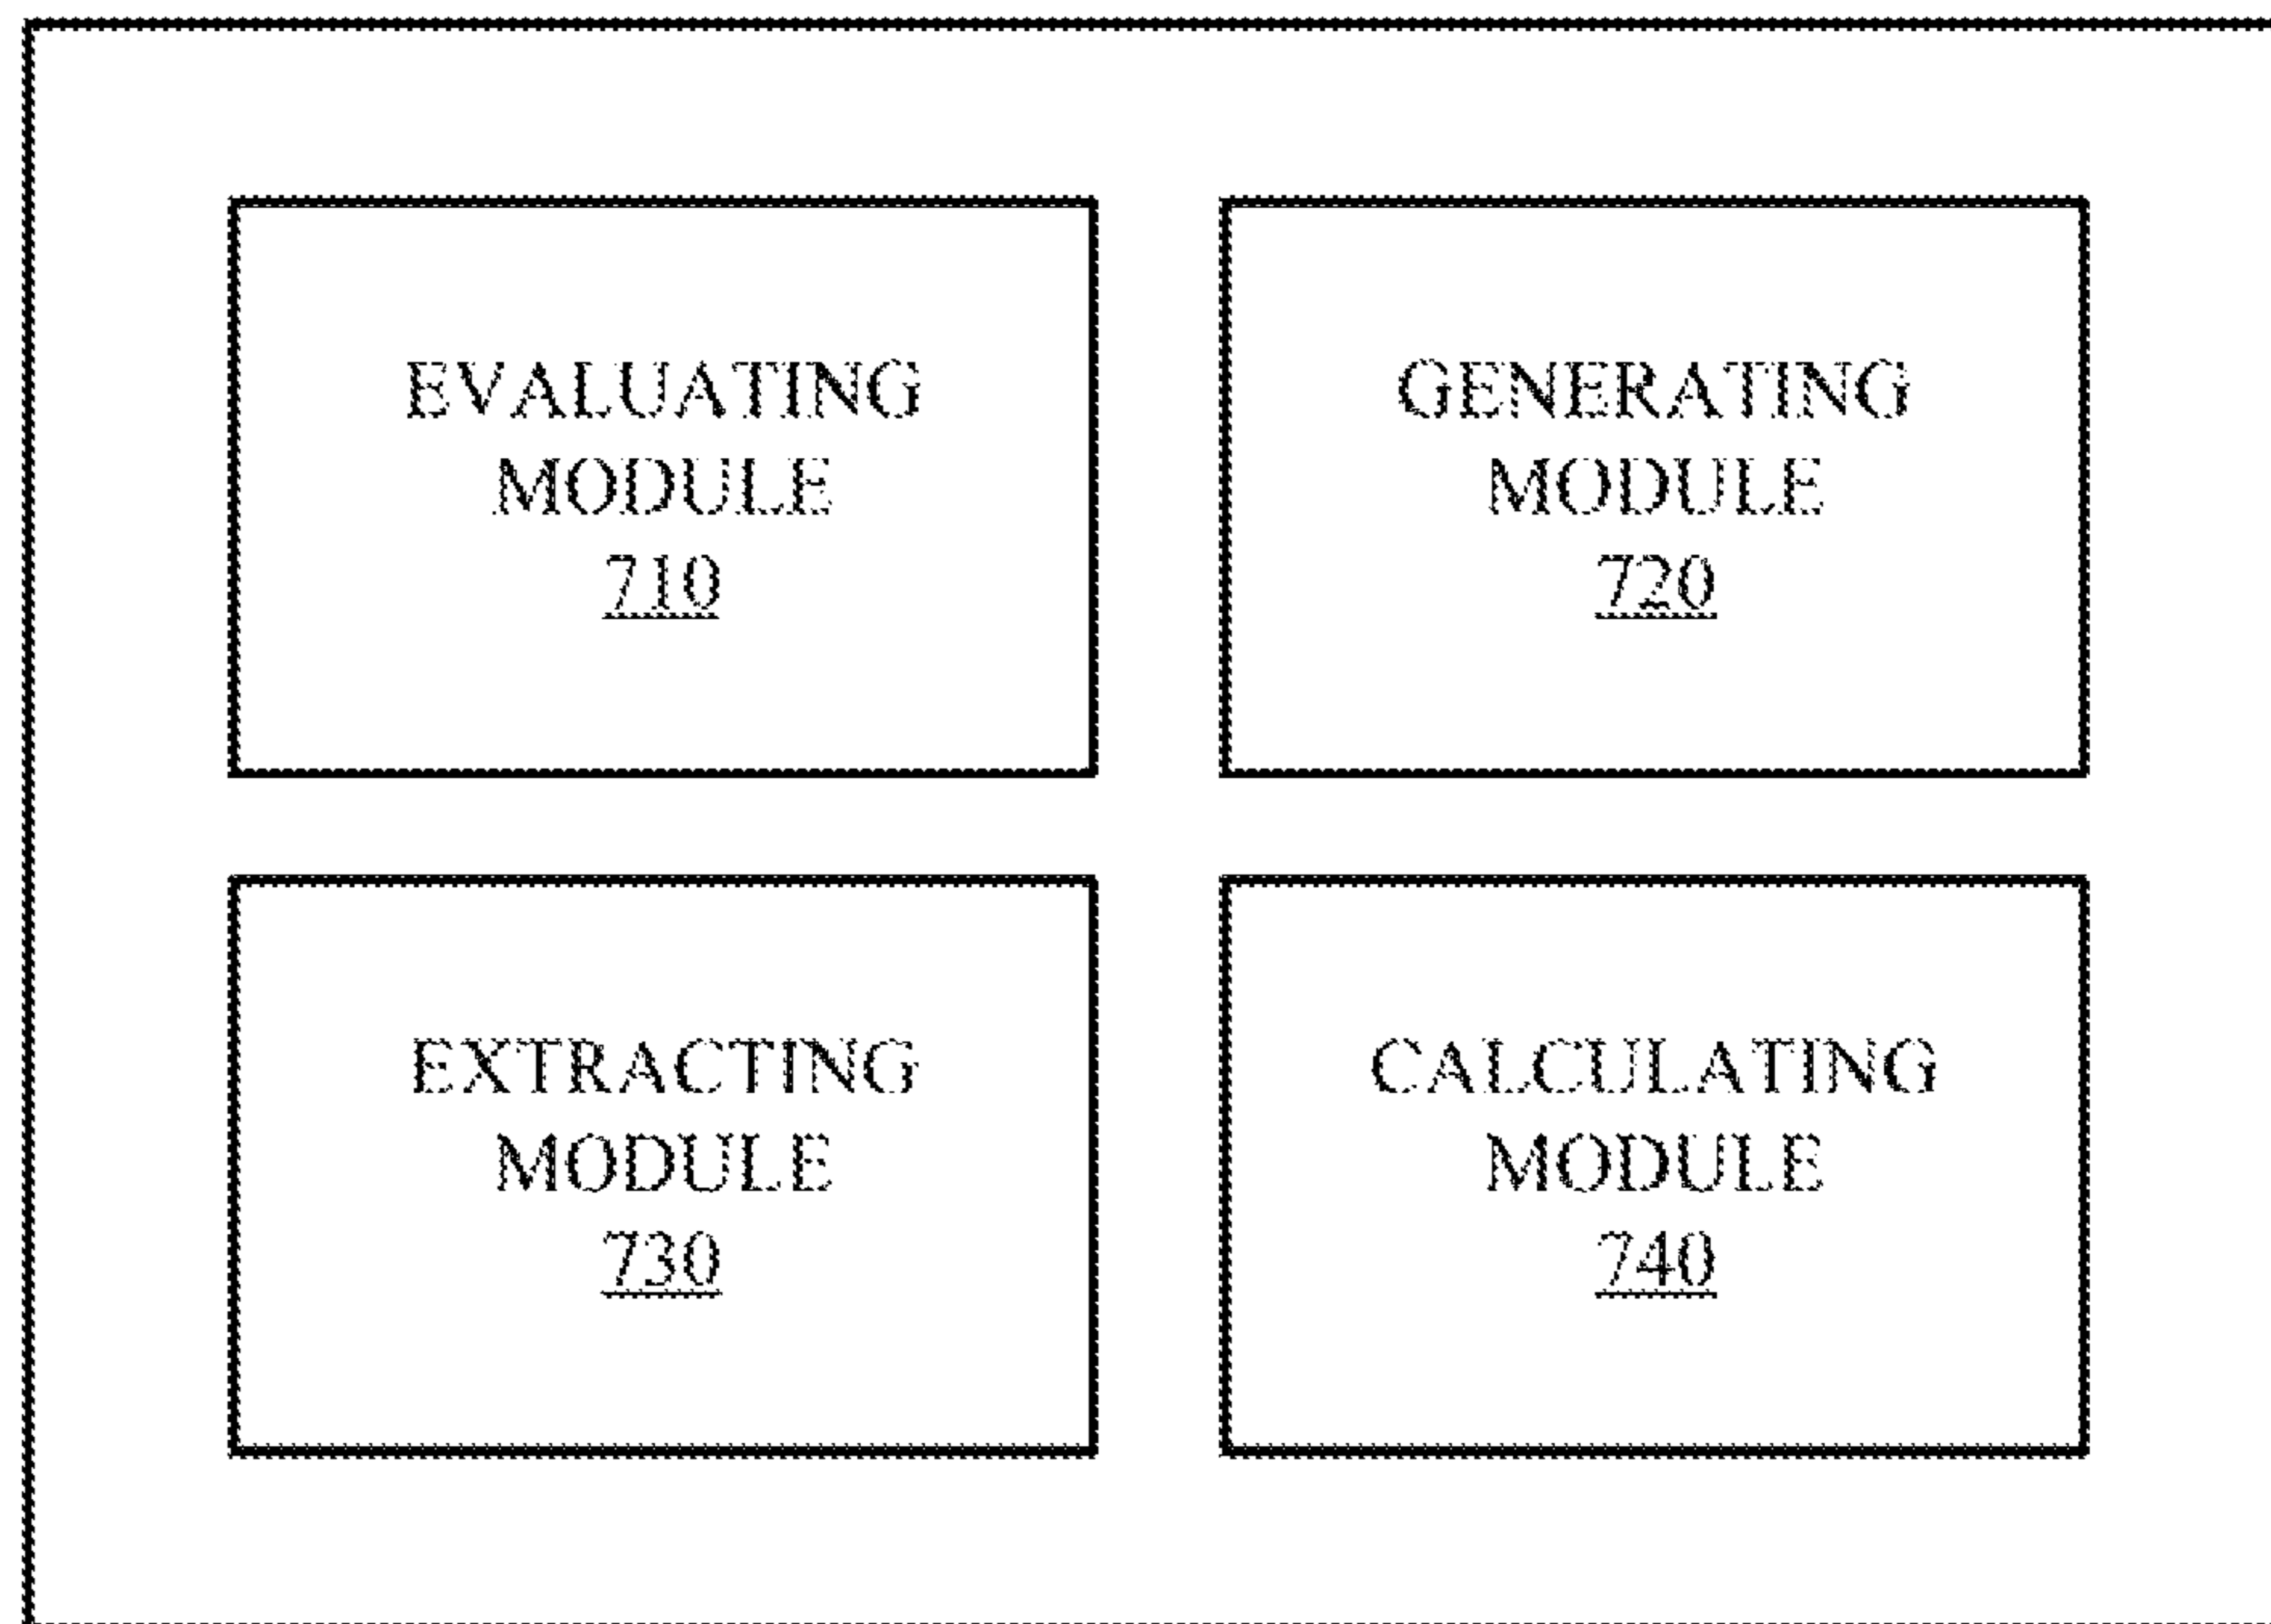 EVALUATING
MODULE
710
GENERATING
MODULE
720
EXTRACTING
MODULE
730
CALCULATING
MODULE
740